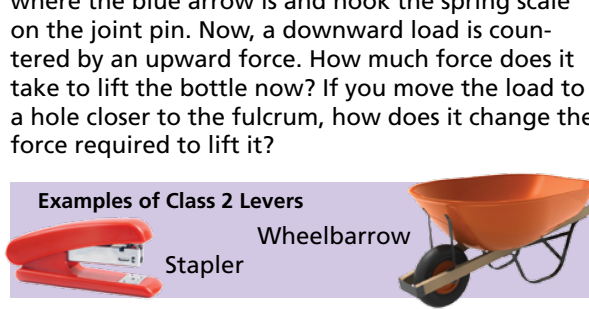 where the blue arrow is and hook the spring scale
on the joint pin. Now, a downward load is coun-
tered by an upward force. How much force does it
take to lift the bottle now? If you move the load to
a hole closer to the fulcrum, how does it change the
force required to lift it?
Examples of Class 2 Levers
Wheelbarrow
Stapler